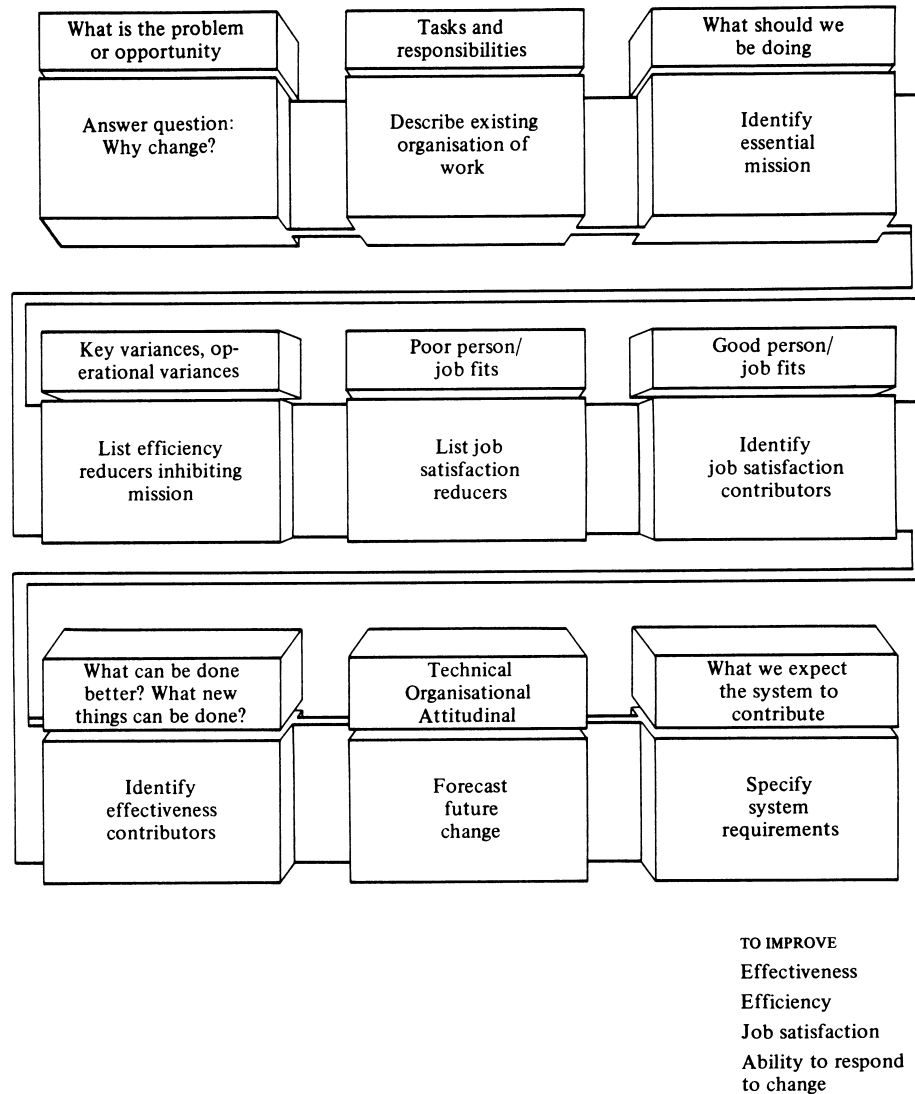 What is the problem
or opportunity
Answer question:
Why change?
Tasks and
responsibilities
Describe existing
organisation of
work
What should we
be doing
Identify
essential
mission
Key variances, op-
erational variances
List efficiency
reducers inhibiting
mission
Poor person/
job fits
List job
satisfaction
reducers
Good person/
job fits
Identify
job satisfaction
contributors
What can be done
better? What new
things can be done?
Identify
effectiveness
contributors
Technical
Organisational
Attitudinal
Forecast
future
change
What we expect
the system to
contribute
Specify
system
requirements
TO IMPROVE
Effectiveness
Efficiency
Job satisfaction
Ability to respond
to change